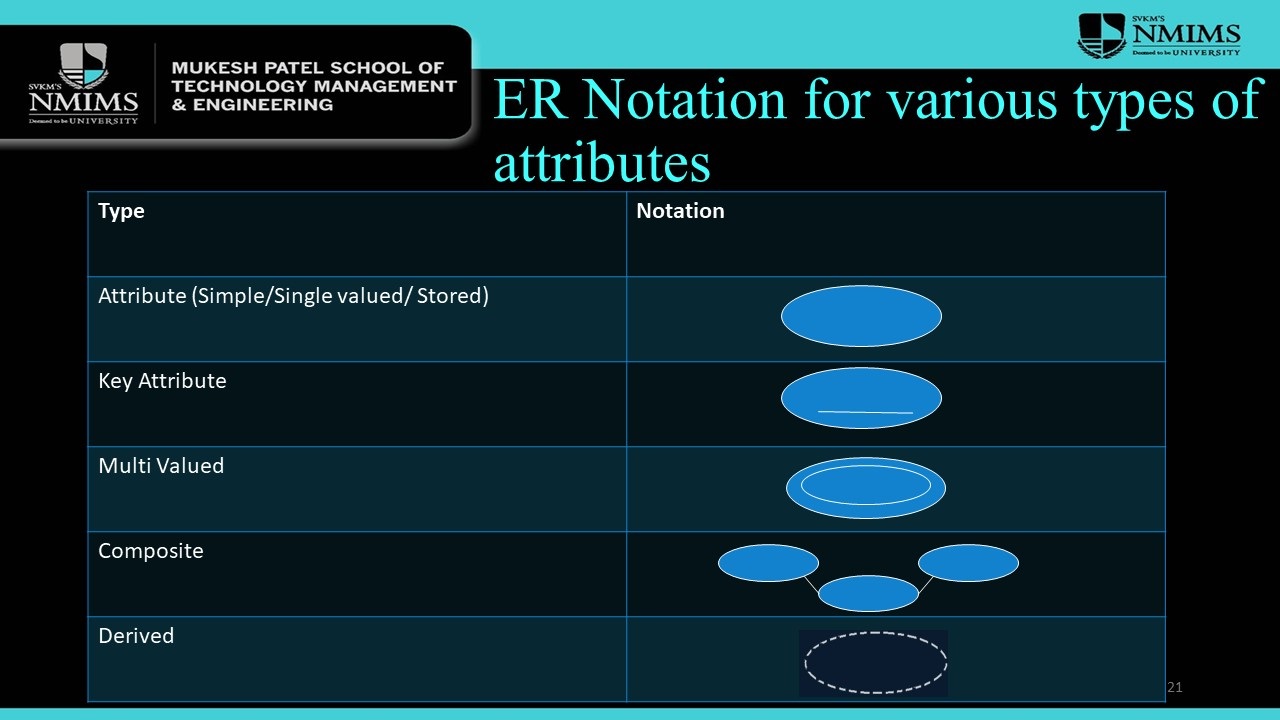 SVKM'S
NMIMS
Deemed to be UNIVERSITY
MUKESH PATEL SCHOOL OF
TECHNOLOGY MANAGEMENT
& ENGINEERING
SVKM'S
NMIMS
Deemed to be UNIVERSITY
ER Notation for various types of
attributes
Type Notation
Attribute (Simple/Single valued/ Stored)
Key Attribute
Multi Valued
Composite
Derived
21